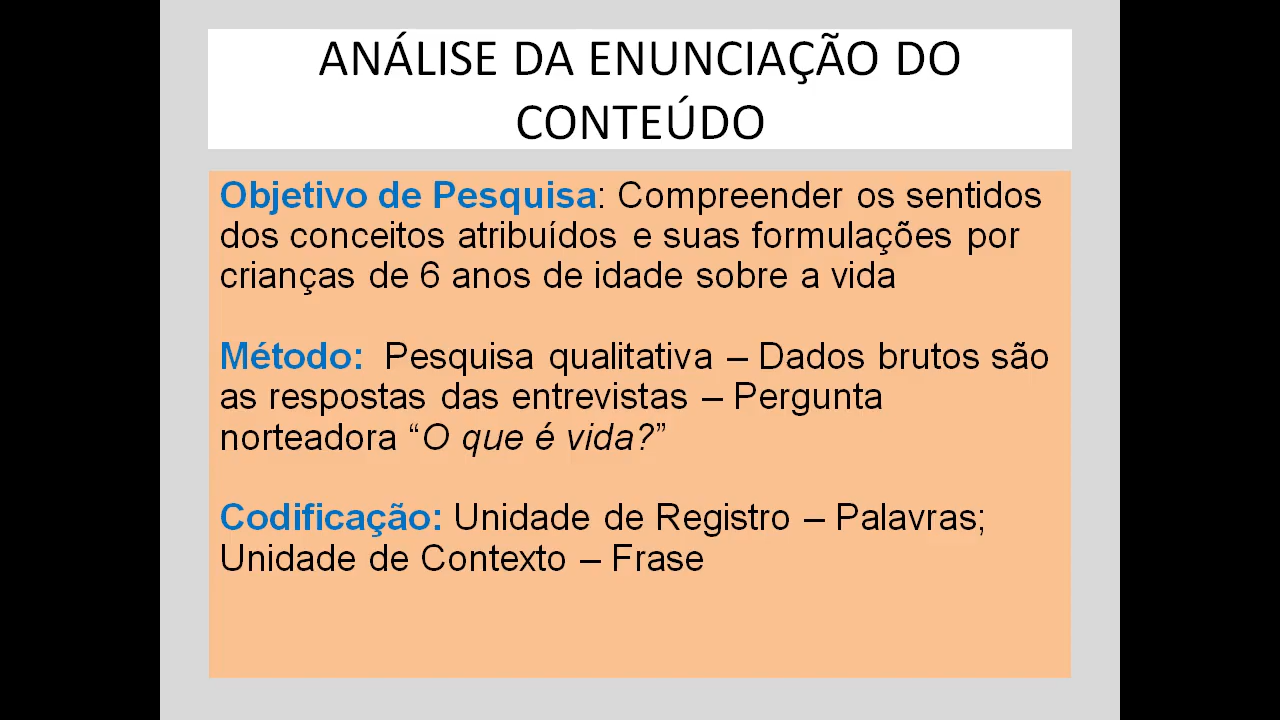 ANÁLISE DA ENUNCIAÇÃO DO
CONTEÚDO
Objetivo de Pesquisa: Compreender os sentidos
dos conceitos atribuídos e suas formulações por
crianças de 6 anos de idade sobre a vida
Método: Pesquisa qualitativa – Dados brutos são
as respostas das entrevistas – Pergunta
norteadora “O que é vida?”
Codificação: Unidade de Registro – Palavras;
Unidade de Contexto – Frase